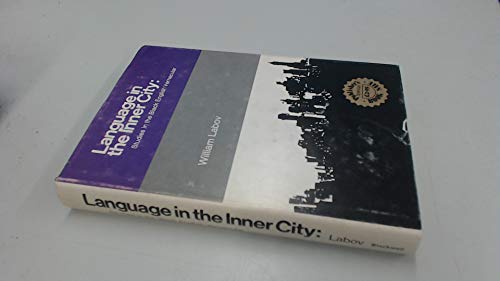 Language in
the Inner City:
Studies in the Black English Vernacular
William Labov
Language in the Inner City:
Labov
Blackwell